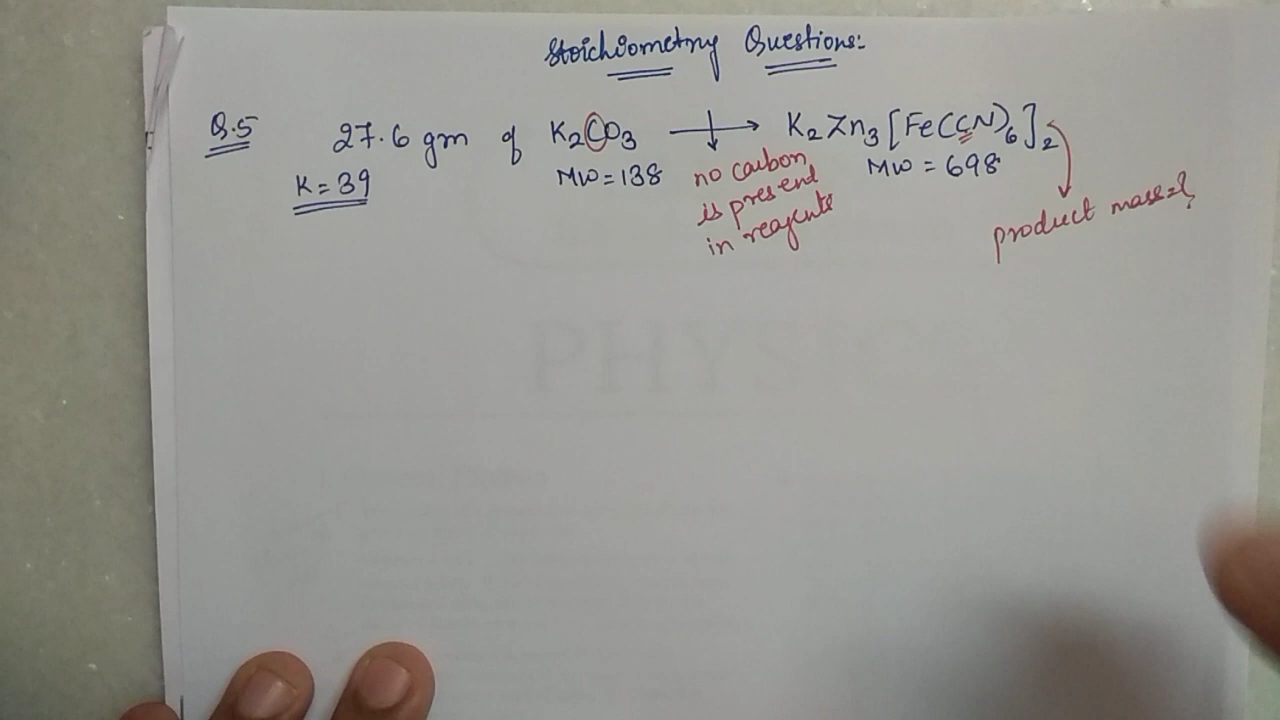 Stoichiometry Questions:
Q.5 27.6 gm of K₂CO₃ → K₂Zn₃[Fe(CN)₆]₂
K = 39 MW = 138 no carbon MW = 698
is present
in reagents
product mass = ?
PHYSIC